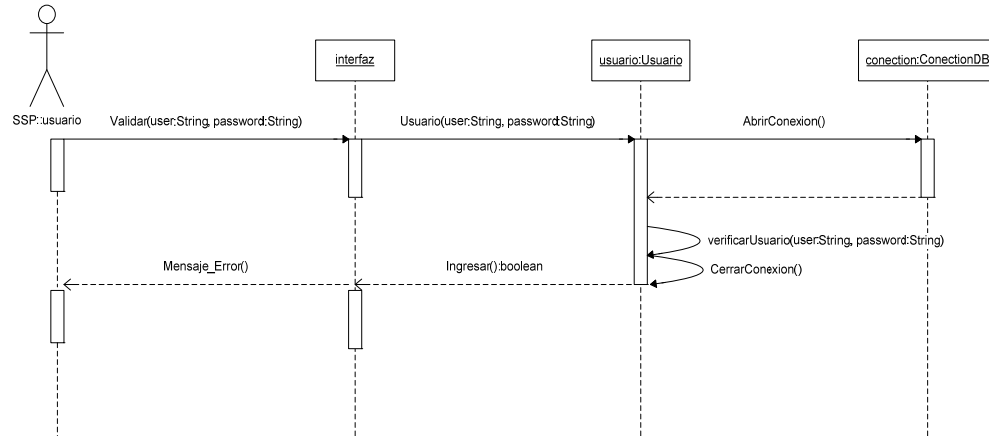 interfaz
usuario:Usuario
conection:ConectionDB
SSP::usuario
Validar(user:String, password:String)
Usuario(user:String, password:String)
AbrirConexion()
verificarUsuario(user:String, password:String)
Mensaje_Error()
Ingresar():boolean
CerrarConexion()